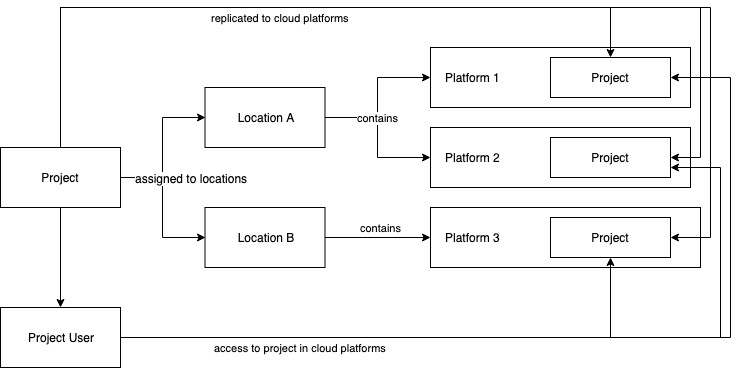 replicated to cloud platforms
Platform 1
Project
Location A
contains
Platform 2
Project
Project
assigned to locations
Location B
contains
Platform 3
Project
Project User
access to project in cloud platforms